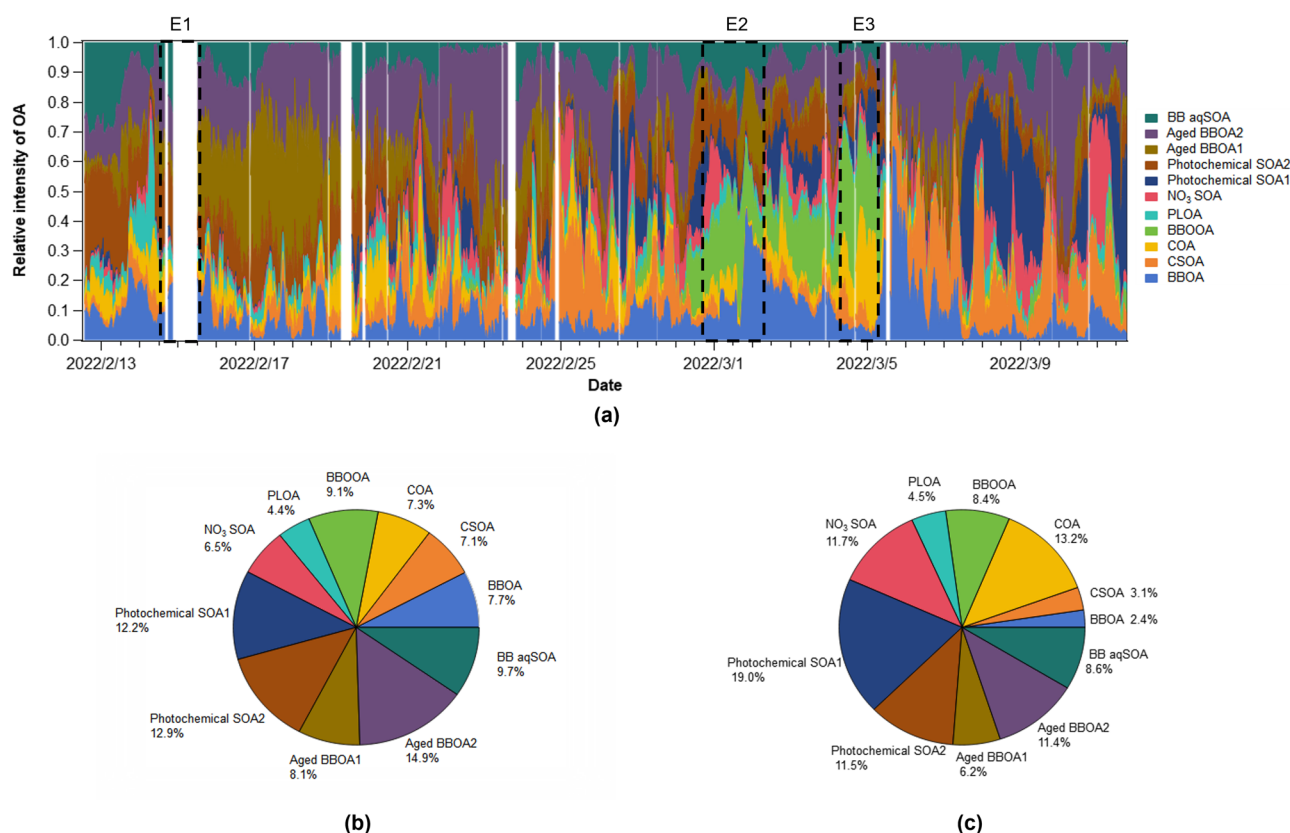 E1 E2 E3
1.0
0.9
0.8
0.7
0.6
0.5
0.4
0.3
0.2
0.1
0.0
Relative intensity of OA
2022/2/13 2022/2/17 2022/2/21 2022/2/25 2022/3/1 2022/3/5 2022/3/9
Date
BB aqSOA
Aged BBOA2
Aged BBOA1
Photochemical SOA2
Photochemical SOA1
NO3 SOA
PLOA
BBOOA
COA
CSOA
BBOA
(a)
BBOOA
9.1%
COA
7.3%
CSOA
7.1%
BBOA
7.7%
BB aqSOA
9.7%
Aged BBOA2
14.9%
Aged BBOA1
8.1%
Photochemical SOA2
12.9%
Photochemical SOA1
12.2%
NO3 SOA
6.5%
PLOA
4.4%
(b)
BBOOA
8.4%
COA
13.2%
CSOA 3.1%
BBOA 2.4%
BB aqSOA
8.6%
Aged BBOA2
11.4%
Aged BBOA1
6.2%
Photochemical SOA2
11.5%
Photochemical SOA1
19.0%
NO3 SOA
11.7%
PLOA
4.5%
(c)